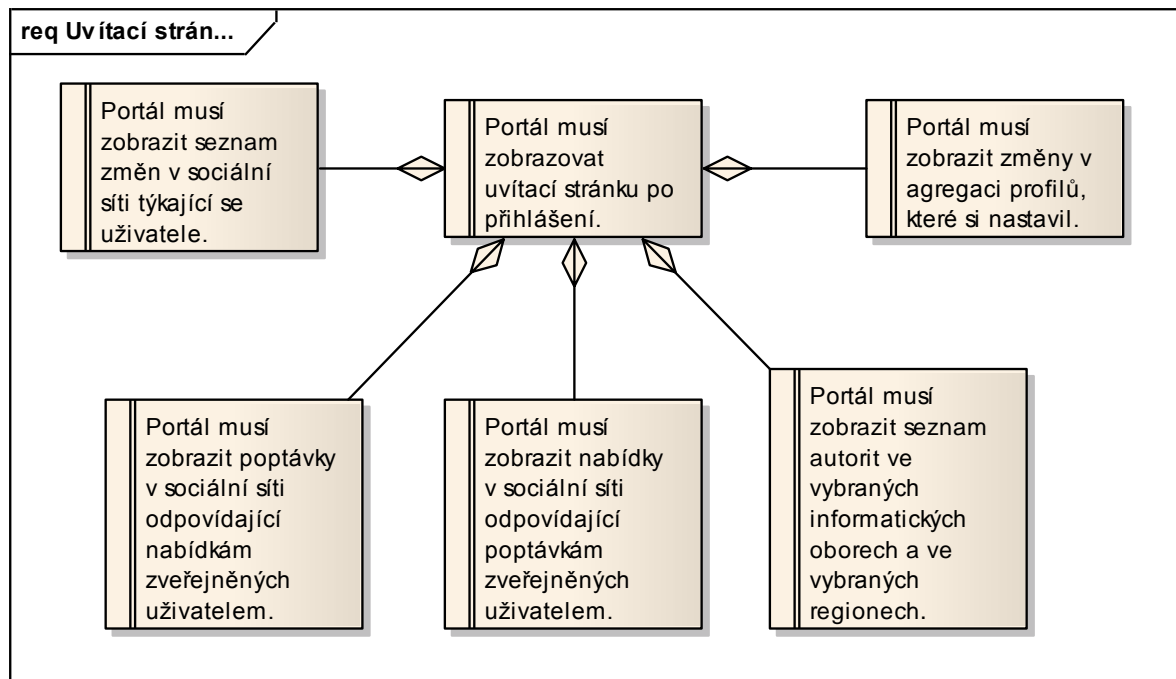 req Uvítací strán...
Portál musí
zobrazit seznam
změn v sociální
síti týkající se
uživatele.
Portál musí
zobrazovat
uvítací stránku po
přihlášení.
Portál musí
zobrazit změny v
agregaci profilů,
které si nastavil.
Portál musí
zobrazit poptávky
v sociální síti
odpovídající
nabídkám
zveřejněných
uživatelem.
Portál musí
zobrazit nabídky
v sociální síti
odpovídající
poptávkám
zveřejněných
uživatelem.
Portál musí
zobrazit seznam
autorit ve
vybraných
informatických
oborech a ve
vybraných
regionech.